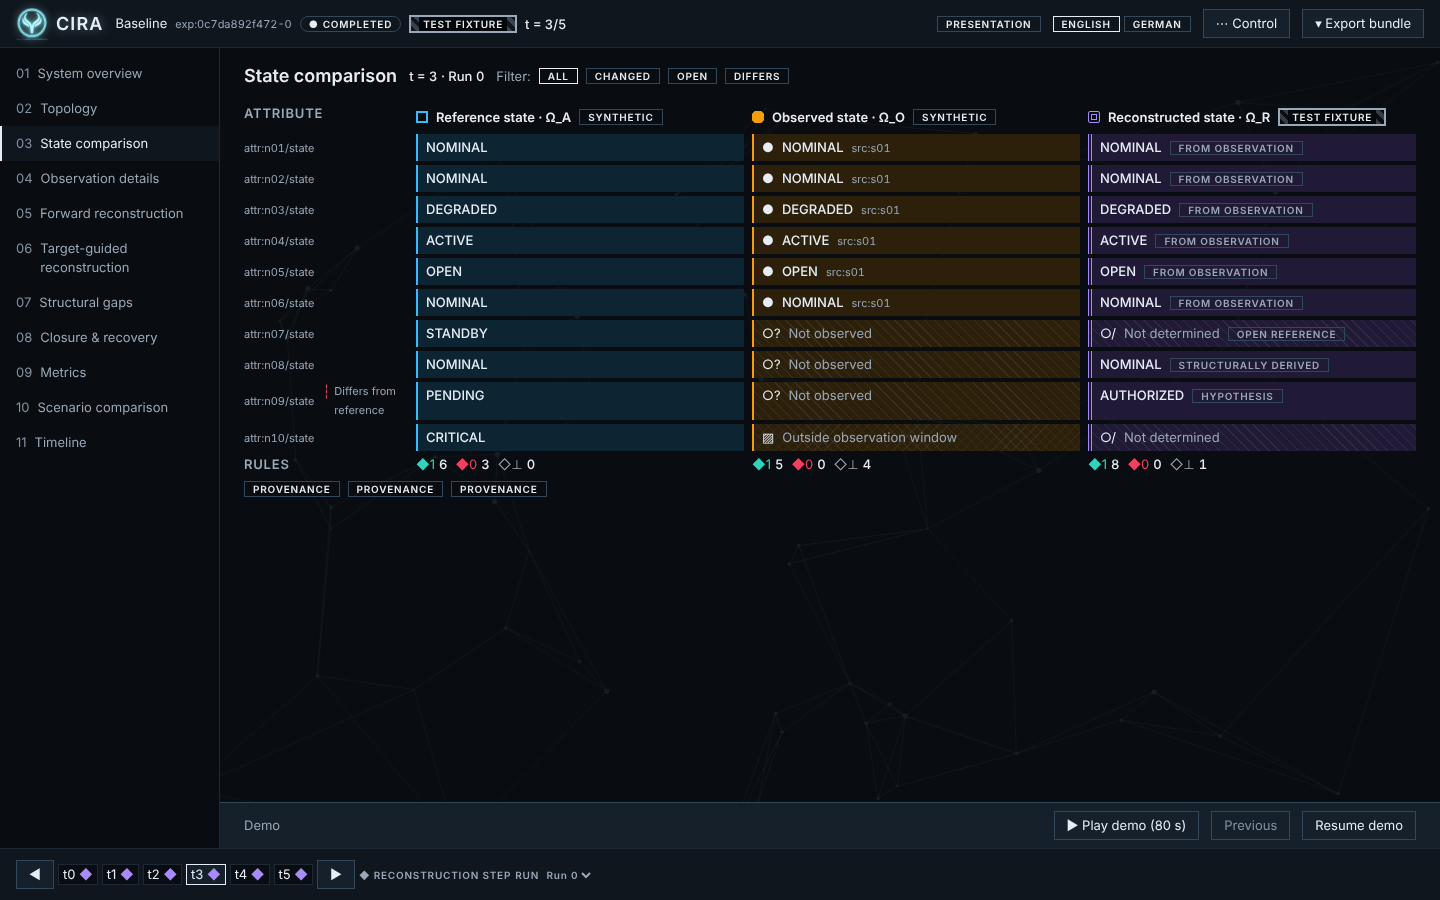 CIRA Baseline exp:0c7da892f472-0 ● COMPLETED TEST FIXTURE t = 3/5 PRESENTATION ENGLISH GERMAN ⋯ Control ▾ Export bundle
01 System overview
02 Topology
03 State comparison
04 Observation details
05 Forward reconstruction
06 Target-guided
reconstruction
07 Structural gaps
08 Closure & recovery
09 Metrics
10 Scenario comparison
11 Timeline
State comparison t = 3 · Run 0 Filter: ALL CHANGED OPEN DIFFERS
ATTRIBUTE Reference state · Ω_A SYNTHETIC Observed state · Ω_O SYNTHETIC Reconstructed state · Ω_R TEST FIXTURE
attr:n01/state NOMINAL ● NOMINAL src:s01 NOMINAL FROM OBSERVATION
attr:n02/state NOMINAL ● NOMINAL src:s01 NOMINAL FROM OBSERVATION
attr:n03/state DEGRADED ● DEGRADED src:s01 DEGRADED FROM OBSERVATION
attr:n04/state ACTIVE ● ACTIVE src:s01 ACTIVE FROM OBSERVATION
attr:n05/state OPEN ● OPEN src:s01 OPEN FROM OBSERVATION
attr:n06/state NOMINAL ● NOMINAL src:s01 NOMINAL FROM OBSERVATION
attr:n07/state STANDBY ○? Not observed ○/ Not determined OPEN REFERENCE
attr:n08/state NOMINAL ○? Not observed NOMINAL STRUCTURALLY DERIVED
attr:n09/state Differs from reference PENDING ○? Not observed AUTHORIZED HYPOTHESIS
attr:n10/state CRITICAL ▨ Outside observation window ○/ Not determined
RULES ◆1 6 ◆0 3 ◇⊥ 0 ◆1 5 ◆0 0 ◇⊥ 4 ◆1 8 ◆0 0 ◇⊥ 1
PROVENANCE PROVENANCE PROVENANCE
Demo ▶ Play demo (80 s) Previous Resume demo
◀ t0 ◆ t1 ◆ t2 ◆ t3 ◆ t4 ◆ t5 ◆ ▶ ◆ RECONSTRUCTION STEP RUN Run 0